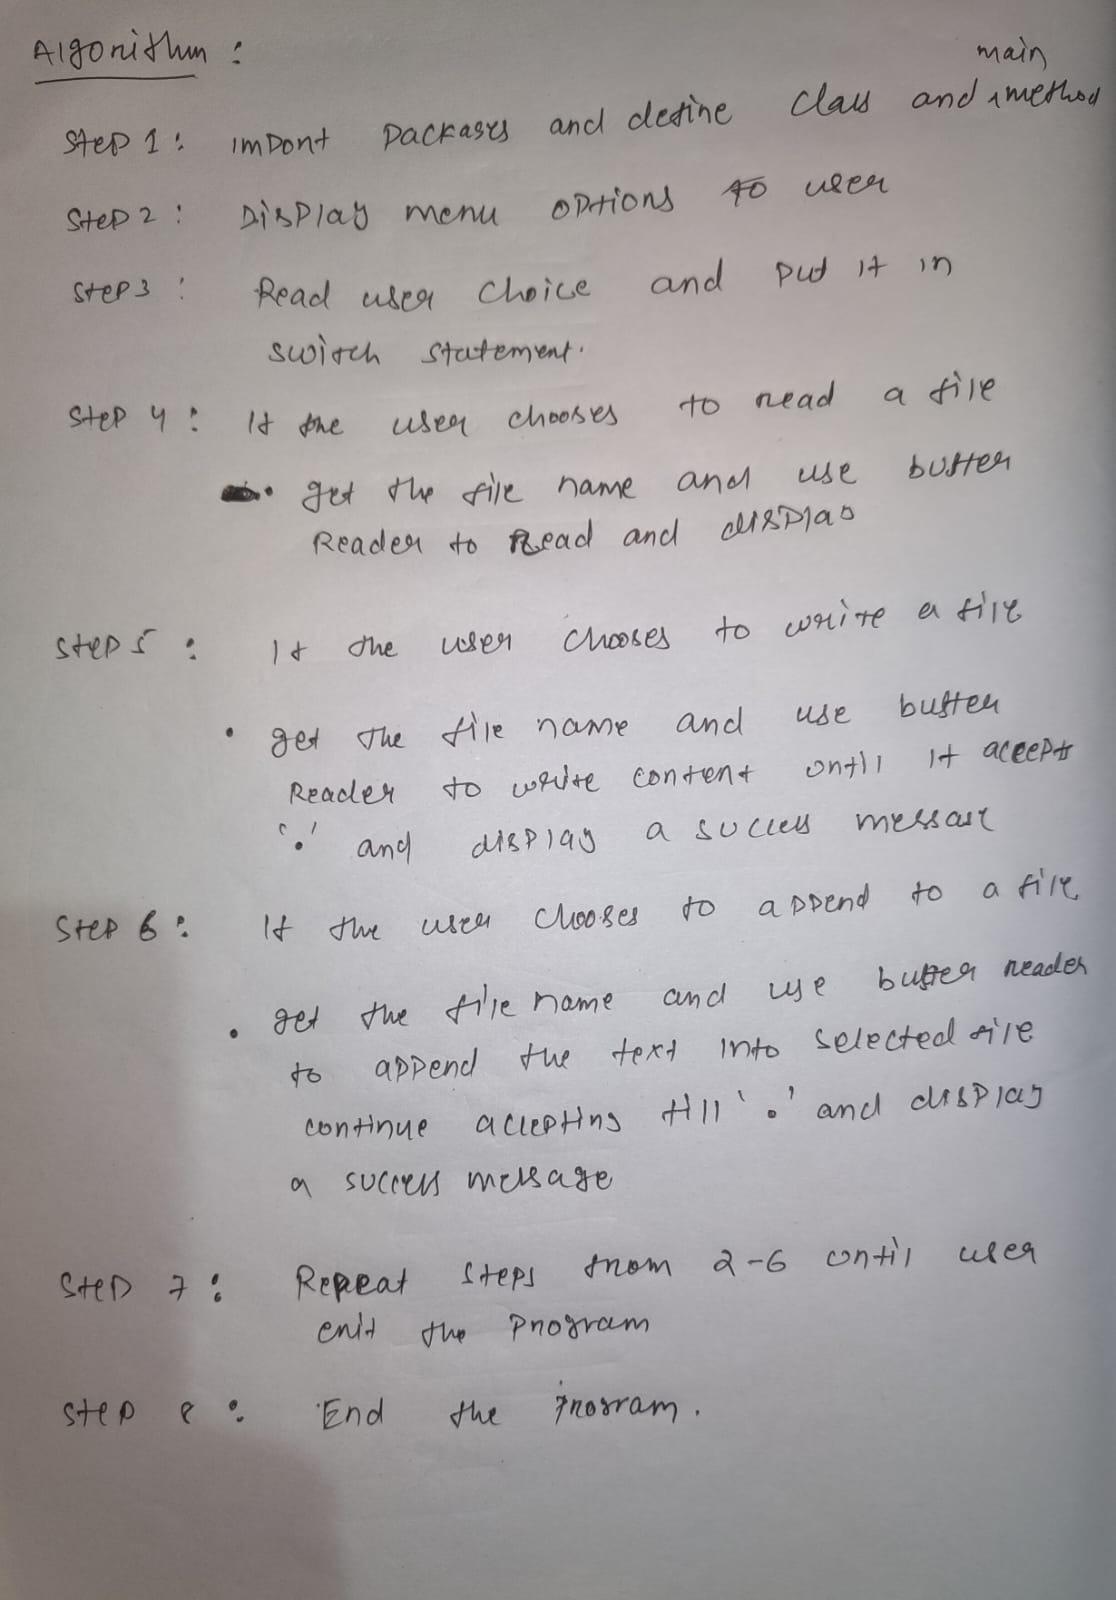 Algorithm :
main
Step 1 : import packages and define class and method
Step 2 : Display menu options to user
Step 3 : Read user choice and put it in
switch statement.
Step 4 : If the user chooses to read a file
• get the file name and use buffer
Reader to Read and display
Step 5 : If the user chooses to write a file
• get the file name and use buffer
Reader to write content until it accepts
'.' and display a success message
Step 6 : If the user chooses to append to a file
• get the file name and use buffer reader
to append the text into selected file
continue accepting till '.' and display
a success message
Step 7 : Repeat steps from 2-6 until user
exit the program
Step 8 : End the program.